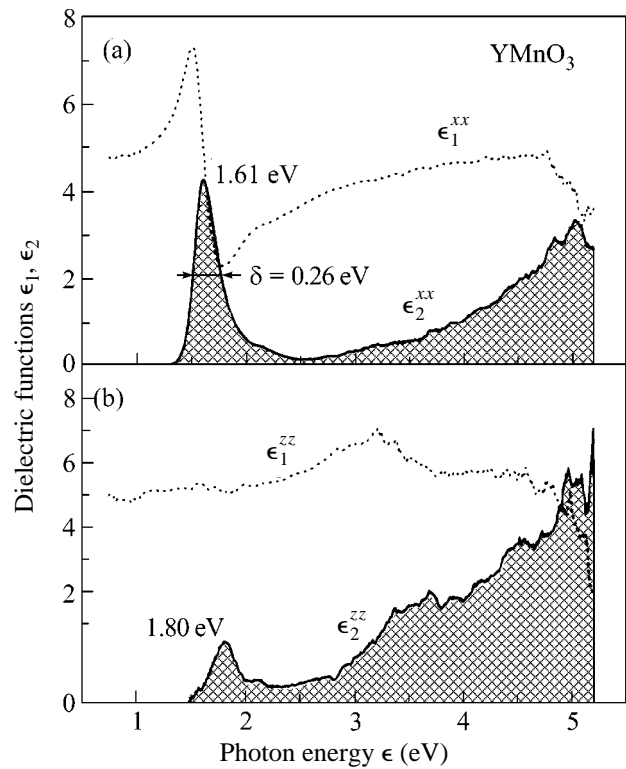 8
(a)
YMnO₃
6
ϵ₁ˣˣ
1.61 eV
4
2
δ = 0.26 eV
ϵ₂ˣˣ
0
Dielectric functions ϵ₁, ϵ₂
(b)
8
ϵ₁ᶻᶻ
6
4
2
1.80 eV
ϵ₂ᶻᶻ
0
1 2 3 4 5
Photon energy ϵ (eV)